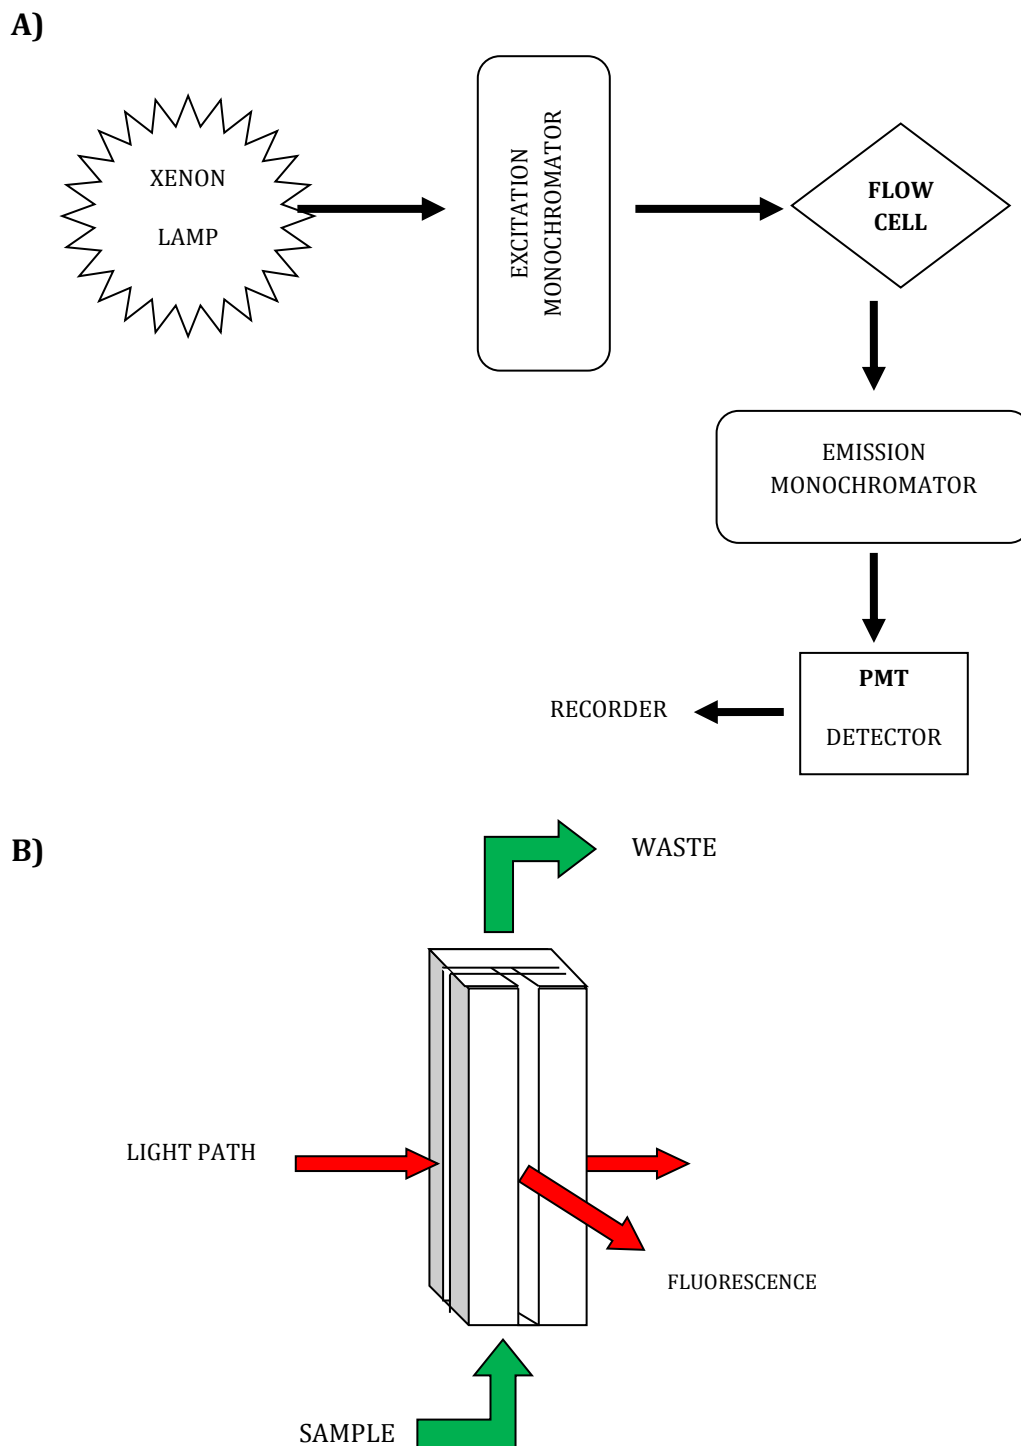 A)
XENON
LAMP
EXCITATION
MONOCHROMATOR
FLOW
CELL
EMISSION
MONOCHROMATOR
PMT
DETECTOR
RECORDER
B)
WASTE
LIGHT PATH
FLUORESCENCE
SAMPLE